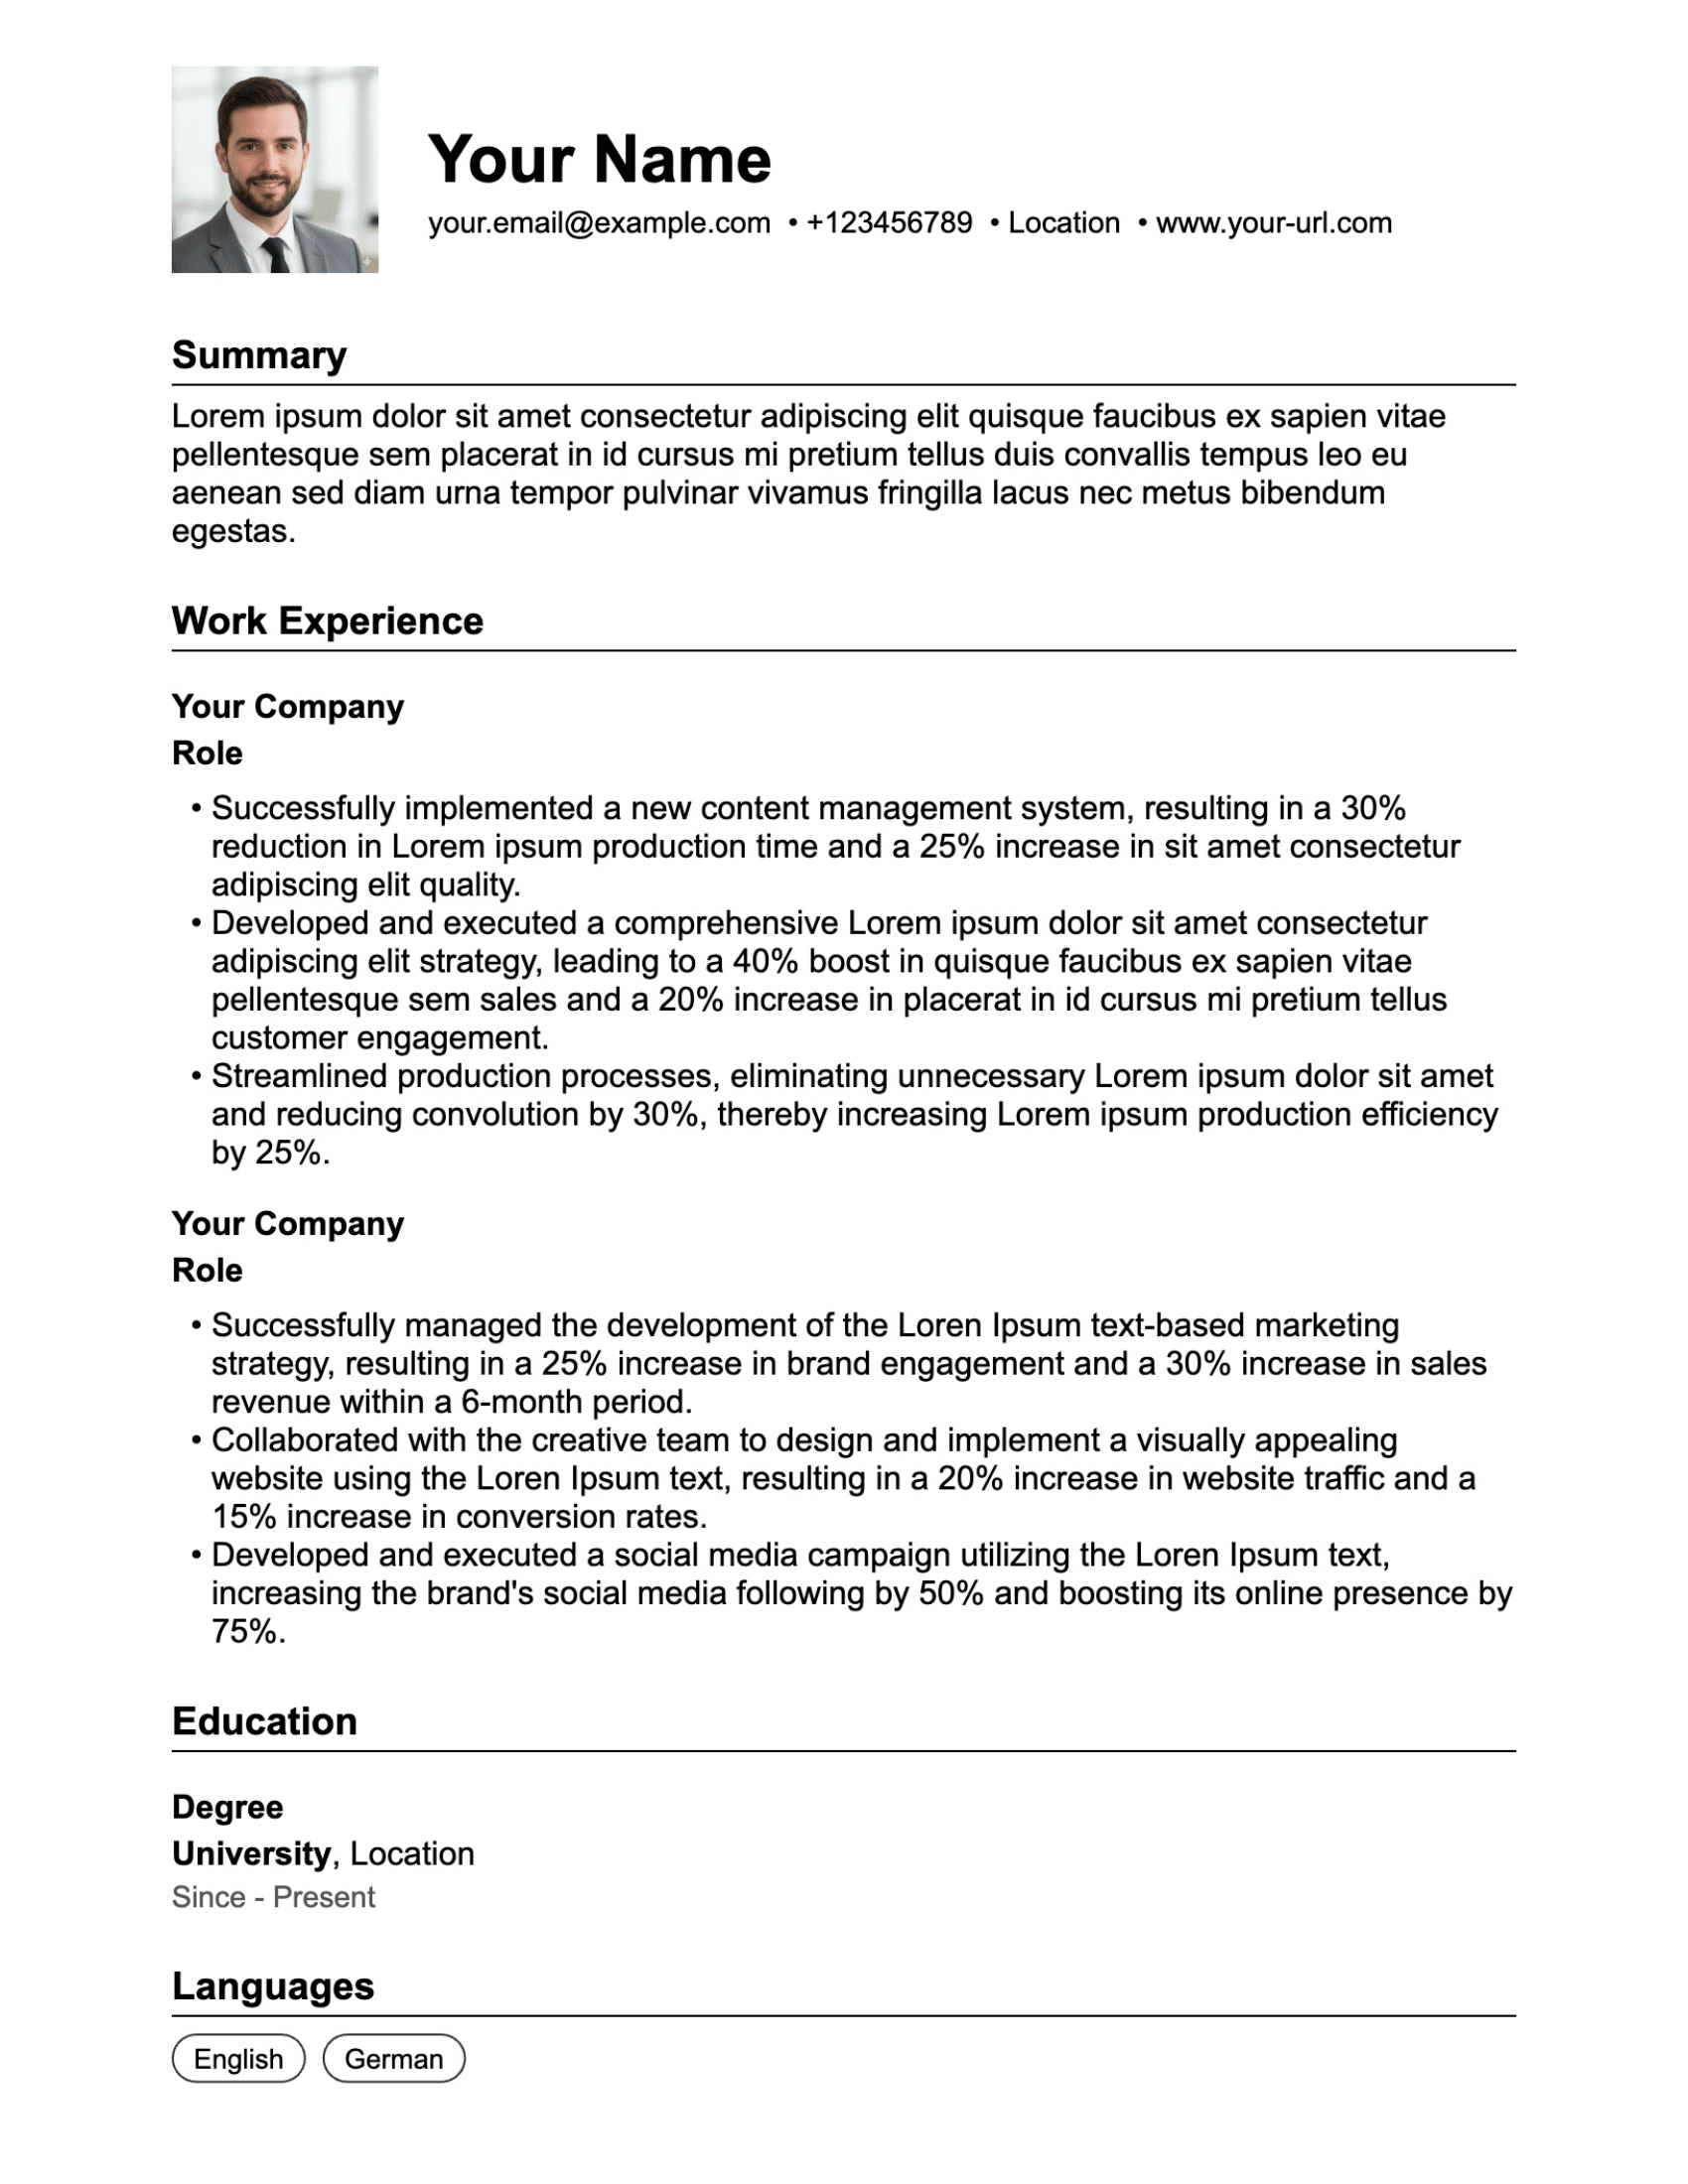 Your Name
your.email@example.com • +123456789 • Location • www.your-url.com
Summary
Lorem ipsum dolor sit amet consectetur adipiscing elit quisque faucibus ex sapien vitae
pellentesque sem placerat in id cursus mi pretium tellus duis convallis tempus leo eu
aenean sed diam urna tempor pulvinar vivamus fringilla lacus nec metus bibendum
egestas.
Work Experience
Your Company
Role
• Successfully implemented a new content management system, resulting in a 30%
reduction in Lorem ipsum production time and a 25% increase in sit amet consectetur
adipiscing elit quality.
• Developed and executed a comprehensive Lorem ipsum dolor sit amet consectetur
adipiscing elit strategy, leading to a 40% boost in quisque faucibus ex sapien vitae
pellentesque sem sales and a 20% increase in placerat in id cursus mi pretium tellus
customer engagement.
• Streamlined production processes, eliminating unnecessary Lorem ipsum dolor sit amet
and reducing convolution by 30%, thereby increasing Lorem ipsum production efficiency
by 25%.
Your Company
Role
• Successfully managed the development of the Loren Ipsum text-based marketing
strategy, resulting in a 25% increase in brand engagement and a 30% increase in sales
revenue within a 6-month period.
• Collaborated with the creative team to design and implement a visually appealing
website using the Loren Ipsum text, resulting in a 20% increase in website traffic and a
15% increase in conversion rates.
• Developed and executed a social media campaign utilizing the Loren Ipsum text,
increasing the brand's social media following by 50% and boosting its online presence by
75%.
Education
Degree
University, Location
Since - Present
Languages
English German